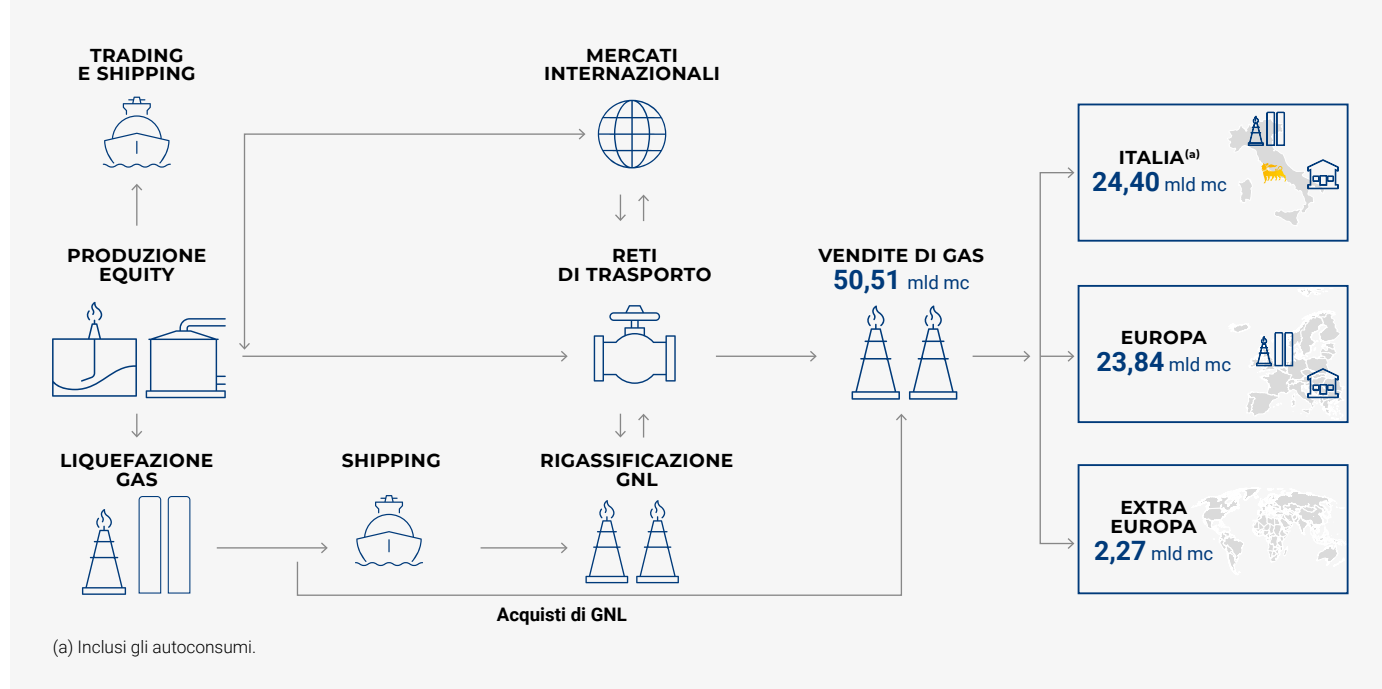 TRADING
E SHIPPING
MERCATI
INTERNAZIONALI
ITALIA(a)
24,40 mld mc
PRODUZIONE
EQUITY
RETI
DI TRASPORTO
VENDITE DI GAS
50,51 mld mc
EUROPA
23,84 mld mc
LIQUEFAZIONE
GAS
SHIPPING
RIGASSIFICAZIONE
GNL
EXTRA
EUROPA
2,27 mld mc
Acquisti di GNL
(a) Inclusi gli autoconsumi.